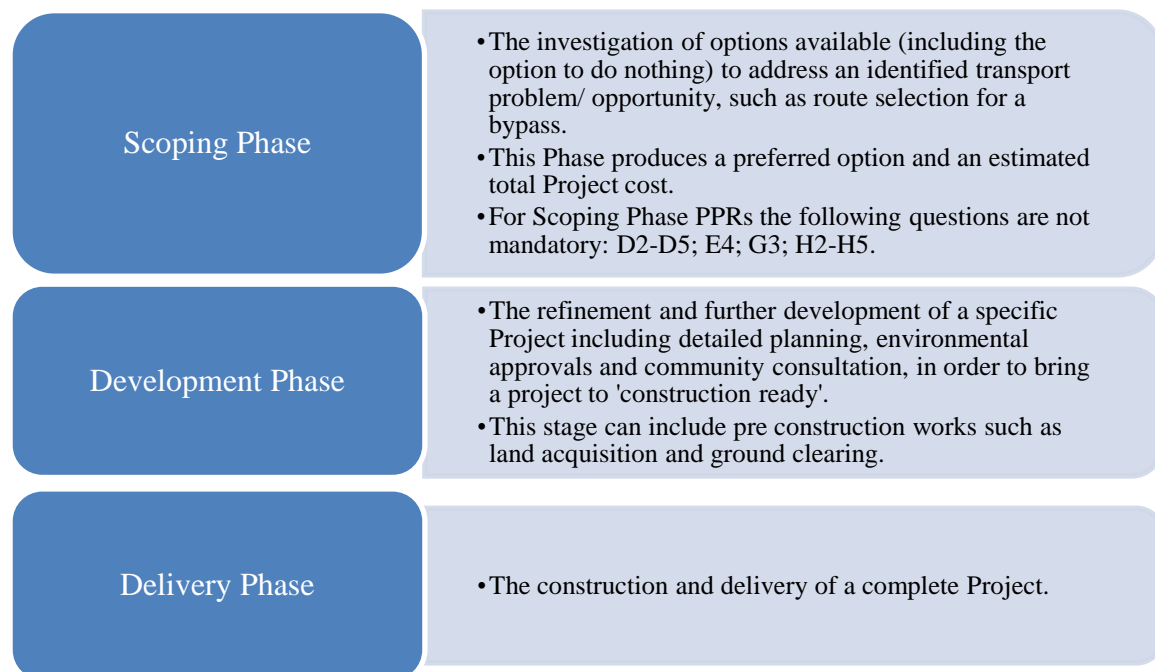 Scoping Phase
•The investigation of options available (including the
option to do nothing) to address an identified transport
problem/ opportunity, such as route selection for a
bypass.
•This Phase produces a preferred option and an estimated
total Project cost.
•For Scoping Phase PPRs the following questions are not
mandatory: D2-D5; E4; G3; H2-H5.
Development Phase
•The refinement and further development of a specific
Project including detailed planning, environmental
approvals and community consultation, in order to bring
a project to 'construction ready'.
•This stage can include pre construction works such as
land acquisition and ground clearing.
Delivery Phase
•The construction and delivery of a complete Project.